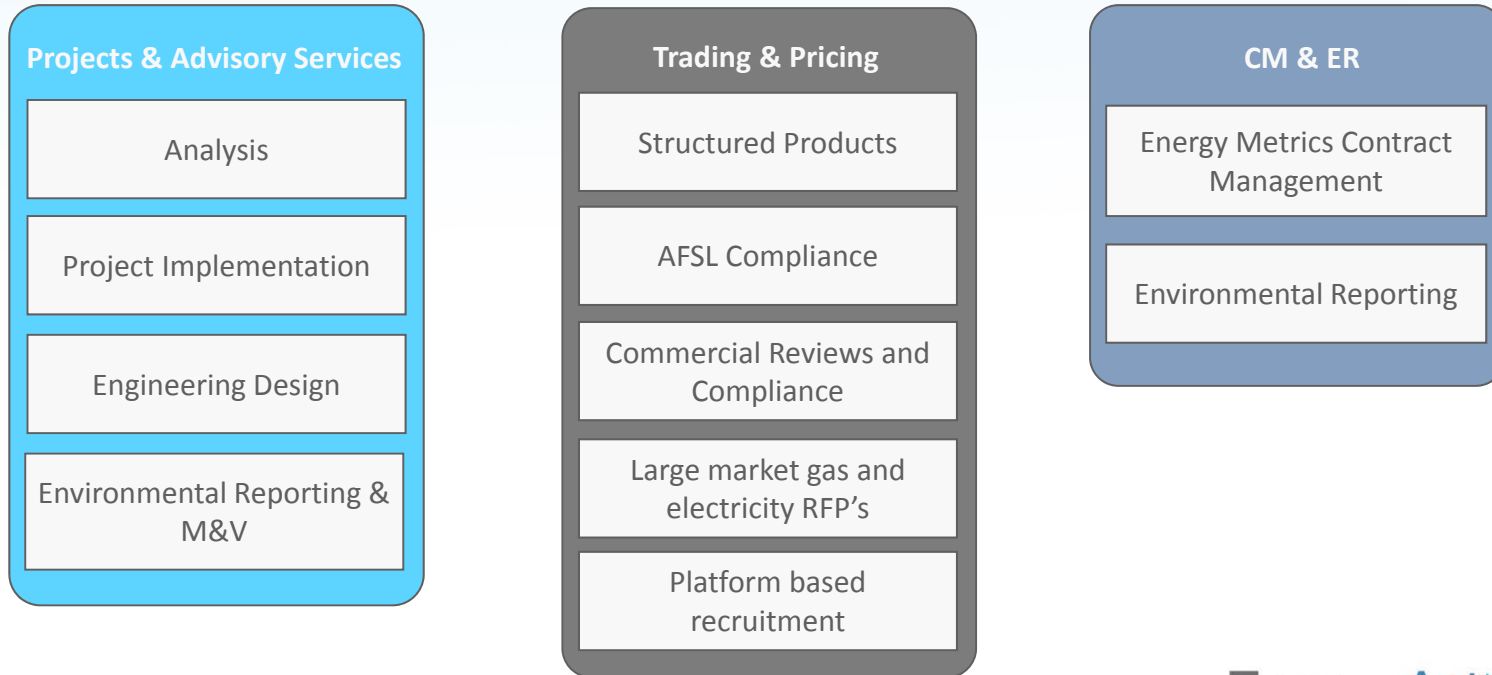 Projects & Advisory Services
Analysis
Project Implementation
Engineering Design
Environmental Reporting &
M&V
Trading & Pricing
Structured Products
AFSL Compliance
Commercial Reviews and
Compliance
Large market gas and
electricity RFP’s
Platform based
recruitment
CM & ER
Energy Metrics Contract
Management
Environmental Reporting